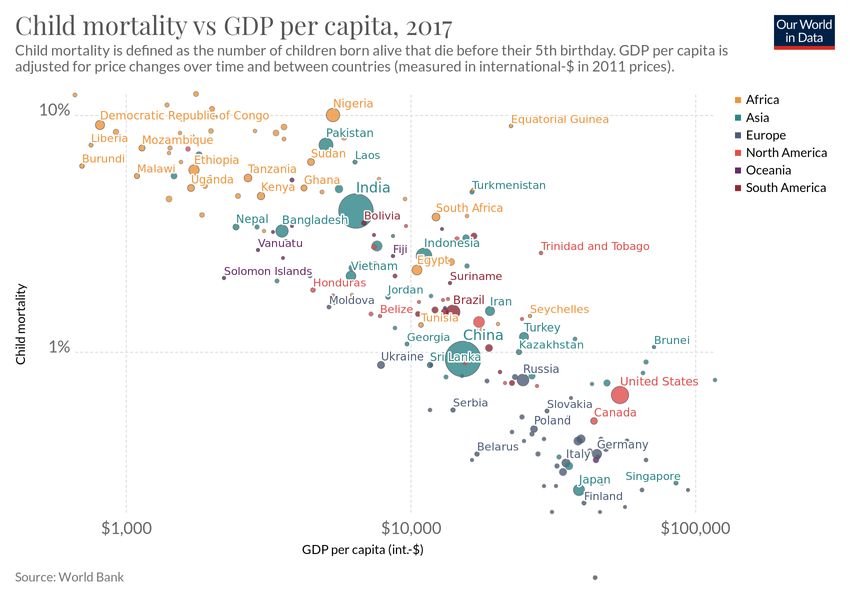 Child mortality vs GDP per capita, 2017
Child mortality is defined as the number of children born alive that die before their 5th birthday. GDP per capita is
adjusted for price changes over time and between countries (measured in international-$ in 2011 prices).
Our World
in Data
10%
1%
Child mortality
Nigeria
Democratic Republic of Congo
Equatorial Guinea
Liberia
Mozambique
Pakistan
Burundi
Ethiopia
Sudan
Laos
Malawi
Uganda
Tanzania
Kenya
Ghana
India
Turkmenistan
Nepal
Bangladesh
Bolivia
South Africa
Vanuatu
Fiji
Indonesia
Trinidad and Tobago
Solomon Islands
Vietnam
Egypt
Honduras
Jordan
Suriname
Moldova
Belize
Brazil
Iran
Tunisia
Seychelles
Georgia
China
Turkey
Kazakhstan
Brunei
Ukraine
Sri Lanka
Russia
United States
Serbia
Slovakia
Canada
Poland
Belarus
Italy
Germany
Japan
Singapore
Finland
$1,000
$10,000
$100,000
GDP per capita (int.-$)
Africa
Asia
Europe
North America
Oceania
South America
Source: World Bank